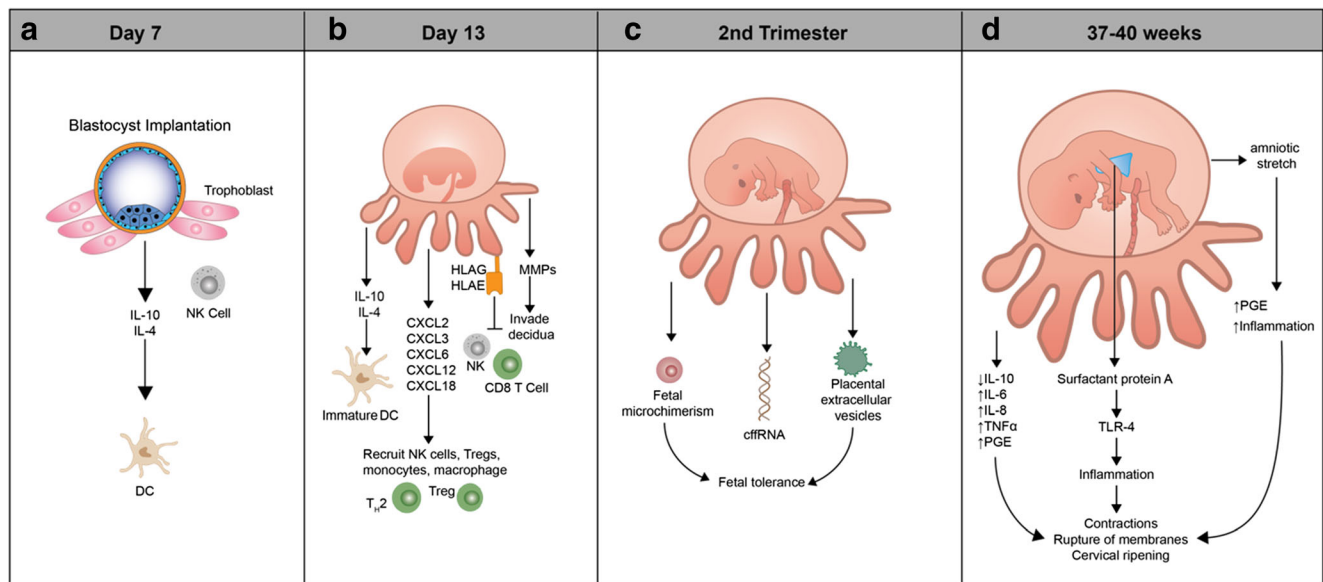 a
Day 7
b
Day 13
c
2nd Trimester
d
37-40 weeks
Blastocyst Implantation
Trophoblast
NK Cell
IL-10
IL-4
DC
IL-10
IL-4
Immature DC
CXCL2
CXCL3
CXCL6
CXCL12
CXCL18
HLAG
HLAE
NK
CD8 T Cell
MMPs
Invade
decidua
Recruit NK cells, Tregs,
monocytes, macrophage
TH2
Treg
Fetal
microchimerism
cffRNA
Placental
extracellular
vesicles
Fetal tolerance
amniotic
stretch
↑PGE
↑Inflammation
↓IL-10
↑IL-6
↑IL-8
↑TNFα
↑PGE
Surfactant protein A
TLR-4
Inflammation
Contractions
Rupture of membranes
Cervical ripening